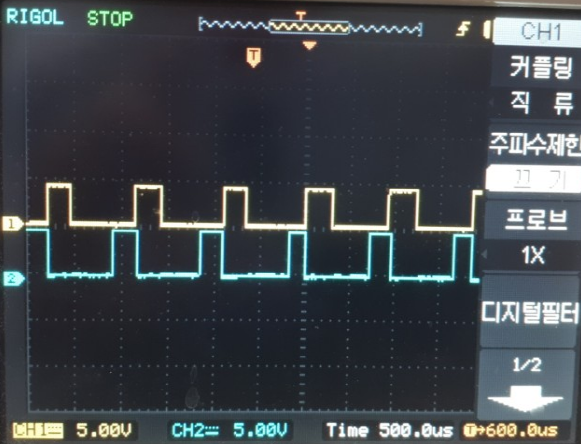 RIGOL STOP
T
CH1
T
커플링
직 류
주파수제한
끄 기
1
프로브
1X
2
디지털필터
1/2
CH1 5.00V CH2 5.00V Time 500.0us T→600.0us